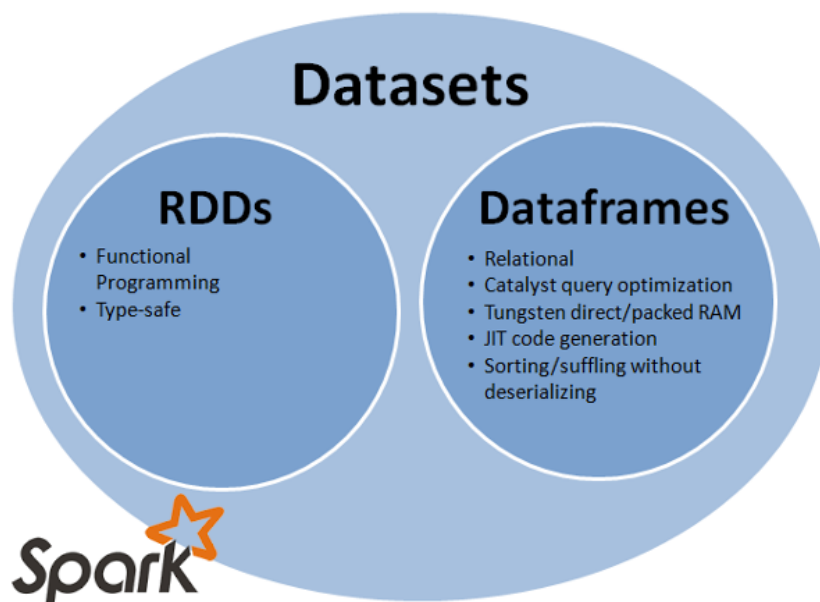 Datasets
RDDs
• Functional
Programming
• Type-safe
Dataframes
• Relational
• Catalyst query optimization
• Tungsten direct/packed RAM
• JIT code generation
• Sorting/suffling without
deserializing
Spark